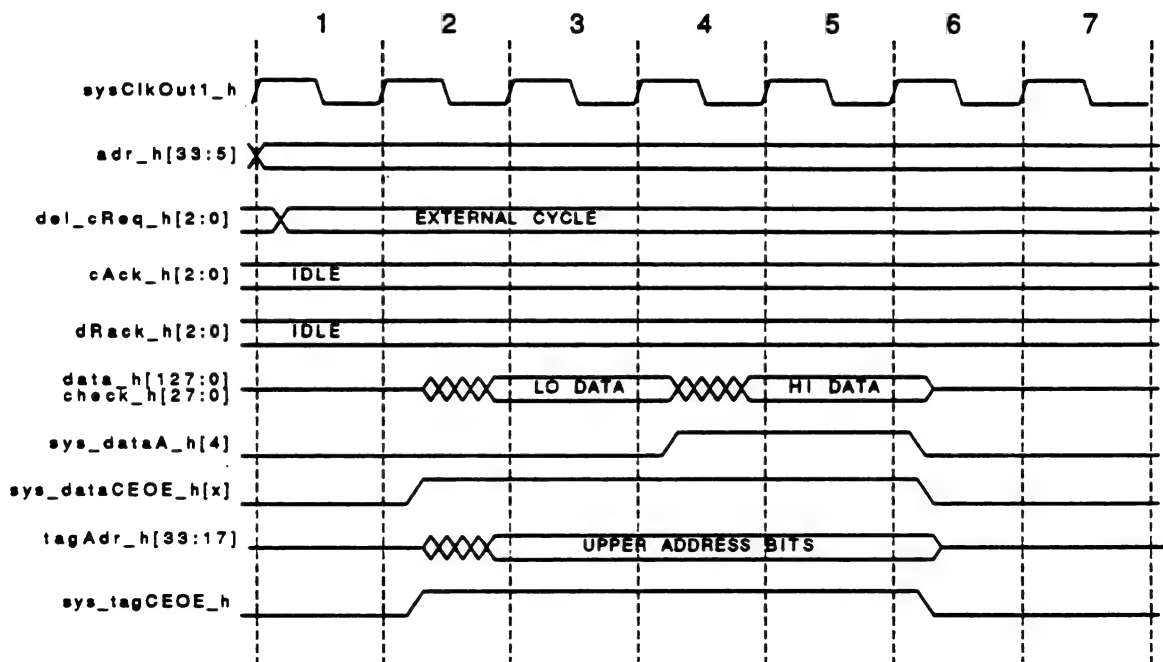 1 2 3 4 5 6 7
sysClkOut1_h
adr_h[33:5]
del_cReq_h[2:0] EXTERNAL CYCLE
cAck_h[2:0] IDLE
dRack_h[2:0] IDLE
data_h[127:0]
check_h[27:0] LO DATA HI DATA
sys_dataA_h[4]
sys_dataCEOE_h[x]
tagAdr_h[33:17] UPPER ADDRESS BITS
sys_tagCEOE_h